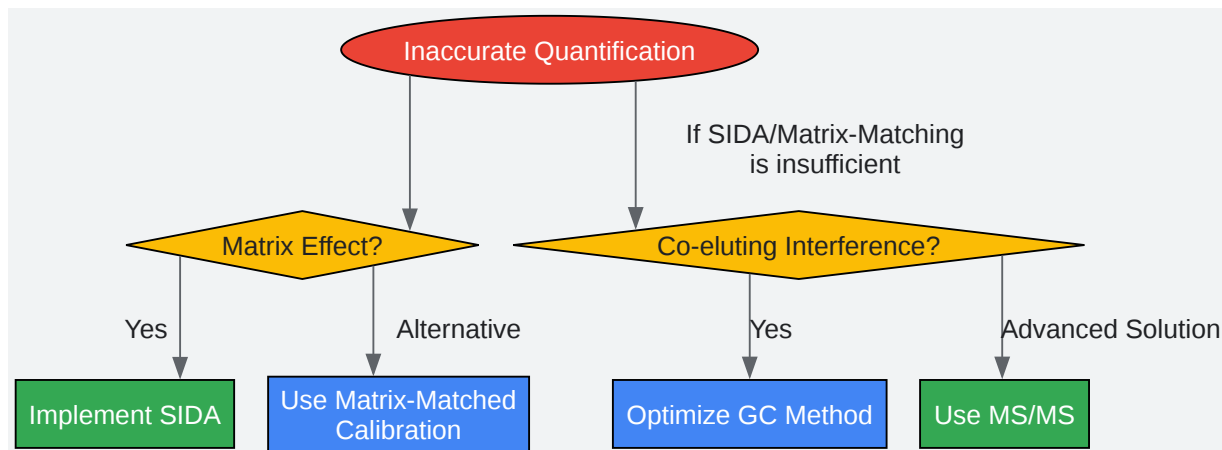 Inaccurate Quantification
If SIDA/Matrix-Matching
is insufficient
Matrix Effect?
Co-eluting Interference?
Yes
Alternative
Yes
Advanced Solution
Implement SIDA
Use Matrix-Matched
Calibration
Optimize GC Method
Use MS/MS